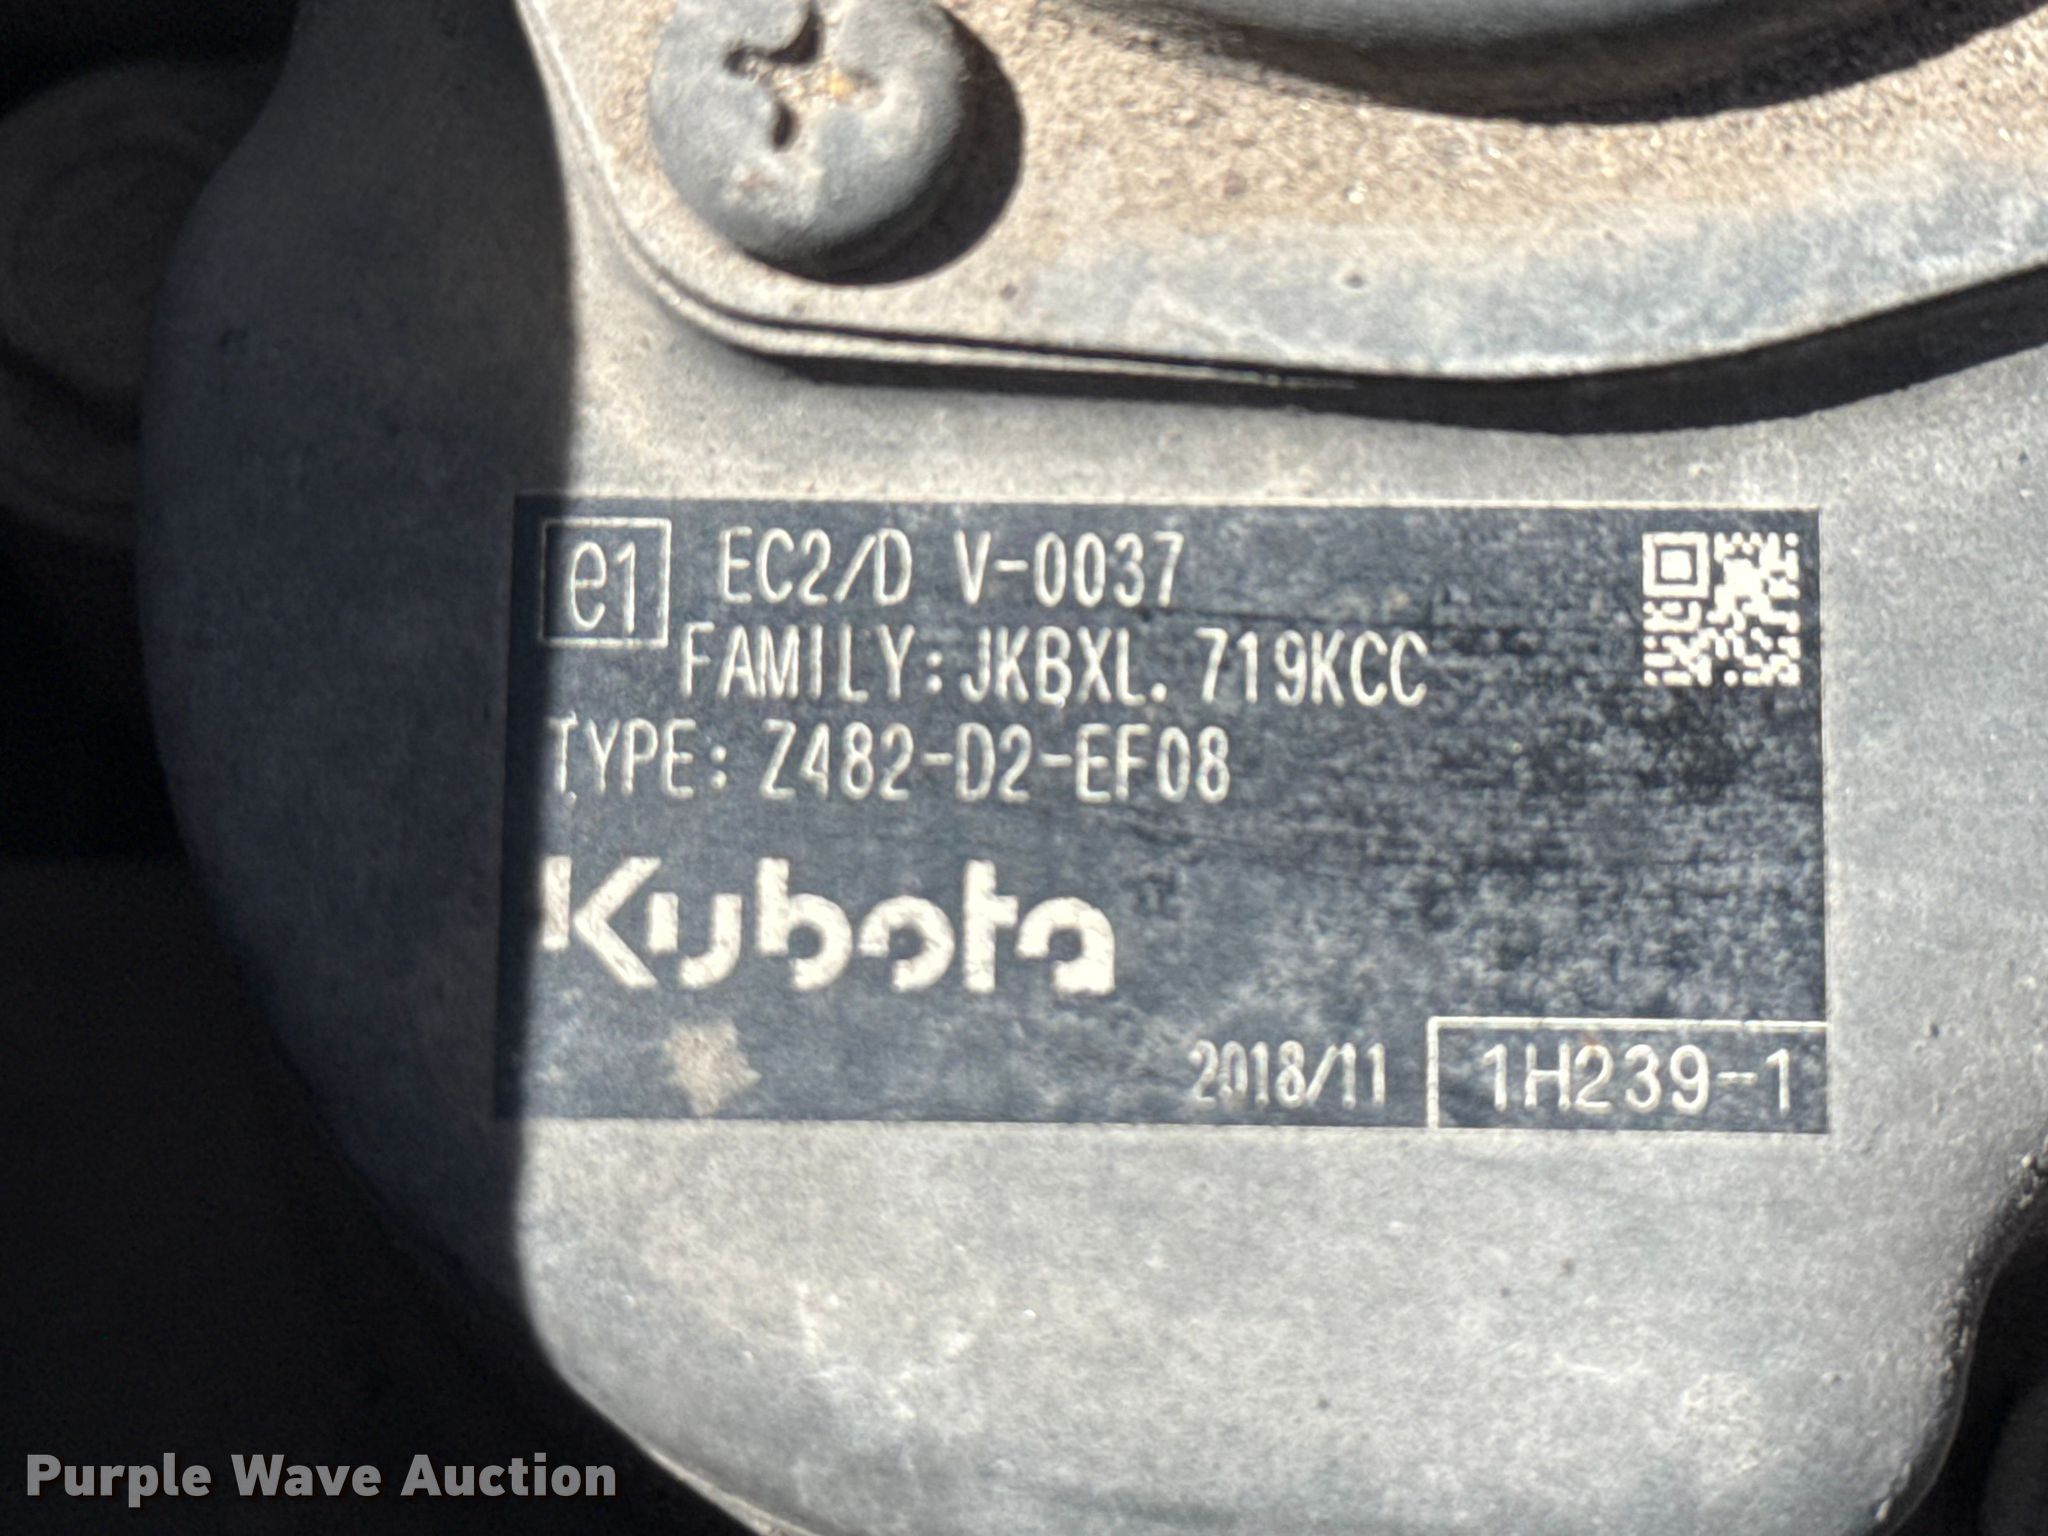 e1 EC2/D V-0037
FAMILY: JKBXL. 719KCC
TYPE: Z482-D2-EF08
Kubota
2018/11 1H239-1
Purple Wave Auction